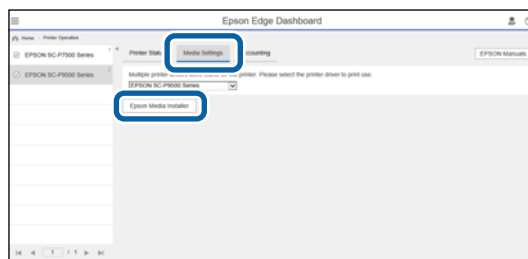 Epson Edge Dashboard
Home Printer Operation
EPSON SC-P7500 Series
EPSON SC-P9500 Series
Printer Status
Media Settings
Accounting
EPSON Manuals
Multiple printer drivers were found for the printer. Please select the printer driver to print use.
EPSON SC-P9500 Series
Epson Media Installer
1 / 1